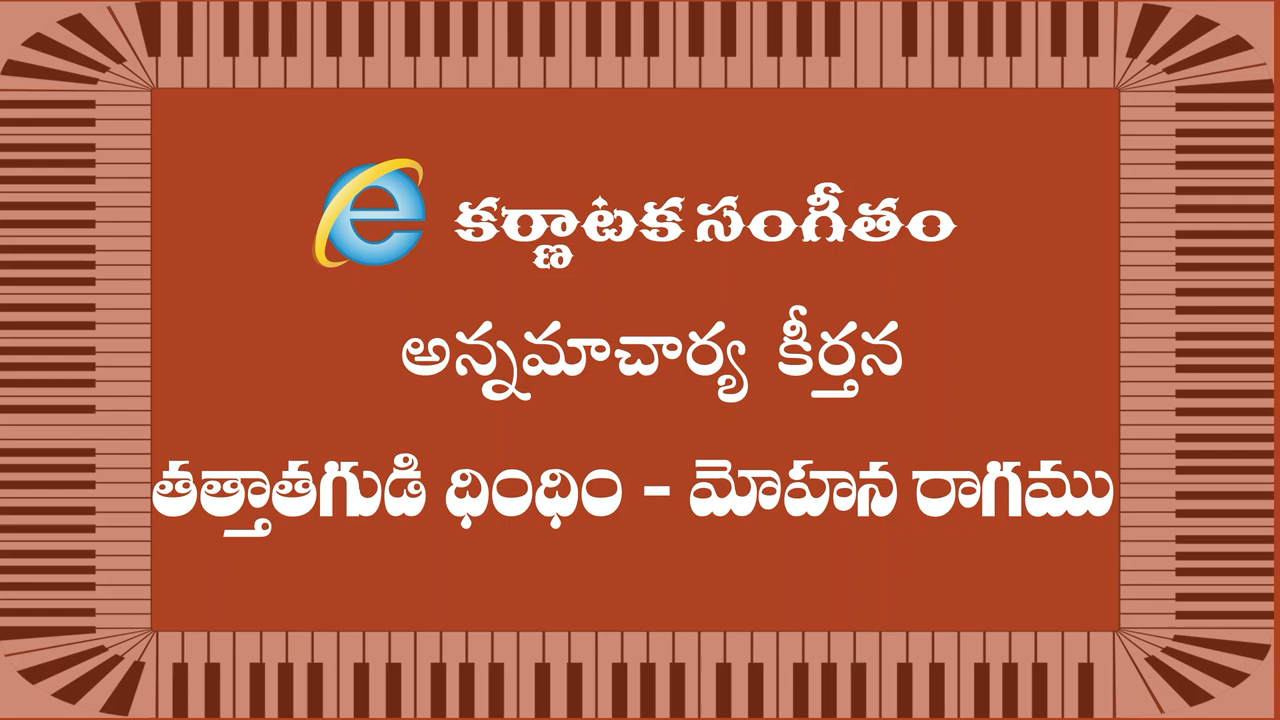 e కర్ణాటక సంగీతం
అన్నమాచార్య కీర్తన
తత్తాతగుడి ధింధిం - మోహన రాగము